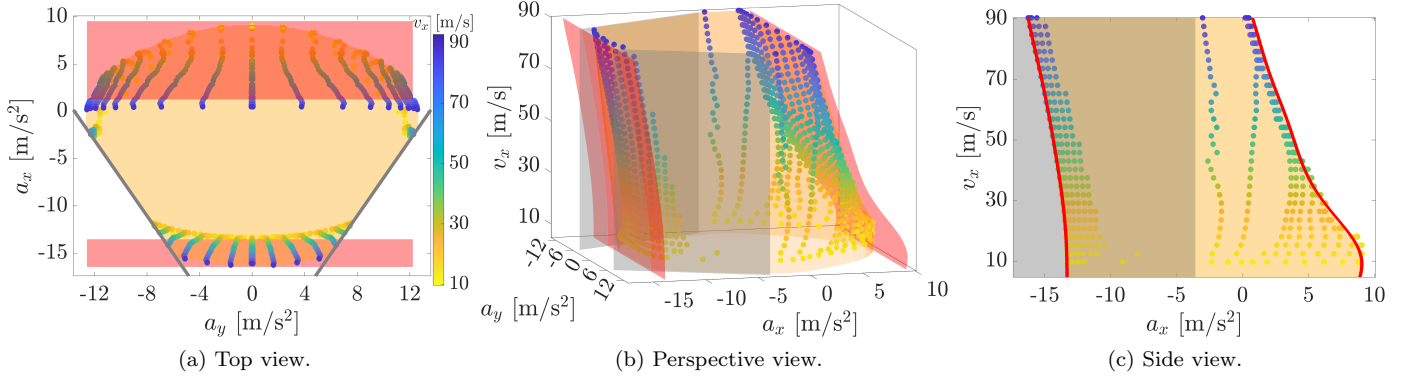 v_x [m/s]
10
5
0
-5
-10
-15
a_x [m/s²]
90
70
50
30
10
-12 -8 -4 0 4 8 12
a_y [m/s²]
(a) Top view.
90
70
50
30
10
v_x [m/s]
-12
-6
0
6
12
a_y [m/s²]
-15 -10 -5 0 5 10
a_x [m/s²]
(b) Perspective view.
90
70
50
30
10
v_x [m/s]
-15 -10 -5 0 5 10
a_x [m/s²]
(c) Side view.